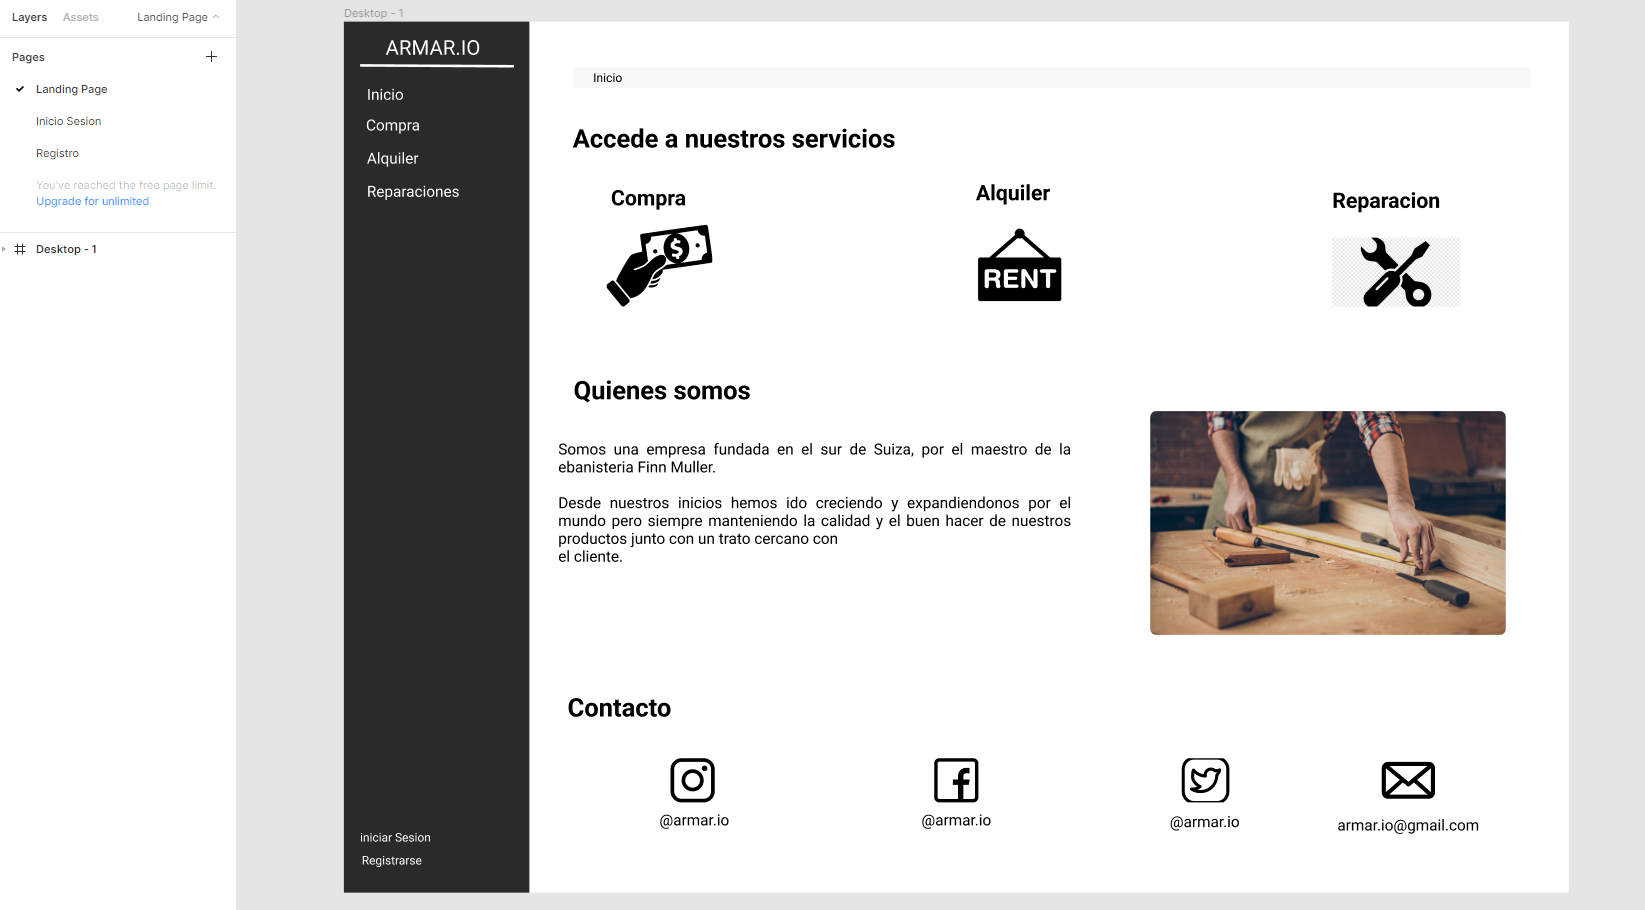 Layers Assets Landing Page
Pages
Landing Page
Inicio Sesion
Registro
You've reached the free page limit.
Upgrade for unlimited
Desktop - 1
Desktop - 1
ARMAR.IO
Inicio
Compra
Alquiler
Reparaciones
iniciar Sesion
Registrarse
Inicio
Accede a nuestros servicios
Compra
Alquiler
Reparacion
$
RENT
Quienes somos
Somos una empresa fundada en el sur de Suiza, por el maestro de la
ebanisteria Finn Muller.
Desde nuestros inicios hemos ido creciendo y expandiendonos por el
mundo pero siempre manteniendo la calidad y el buen hacer de nuestros
productos junto con un trato cercano con
el cliente.
Contacto
@armar.io
@armar.io
@armar.io
armar.io@gmail.com